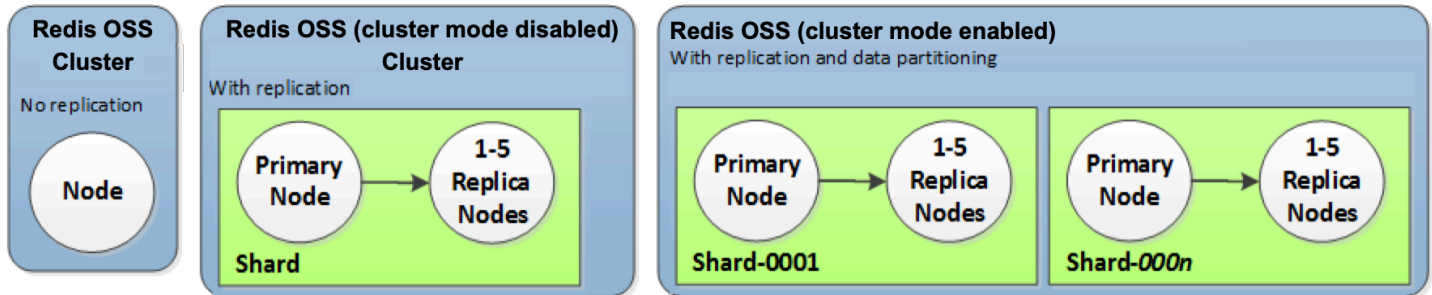 Redis OSS
Cluster
No replication
Node
Redis OSS (cluster mode disabled)
Cluster
With replication
Primary
Node
1-5
Replica
Nodes
Shard
Redis OSS (cluster mode enabled)
With replication and data partitioning
Primary
Node
1-5
Replica
Nodes
Shard-0001
Primary
Node
1-5
Replica
Nodes
Shard-000n